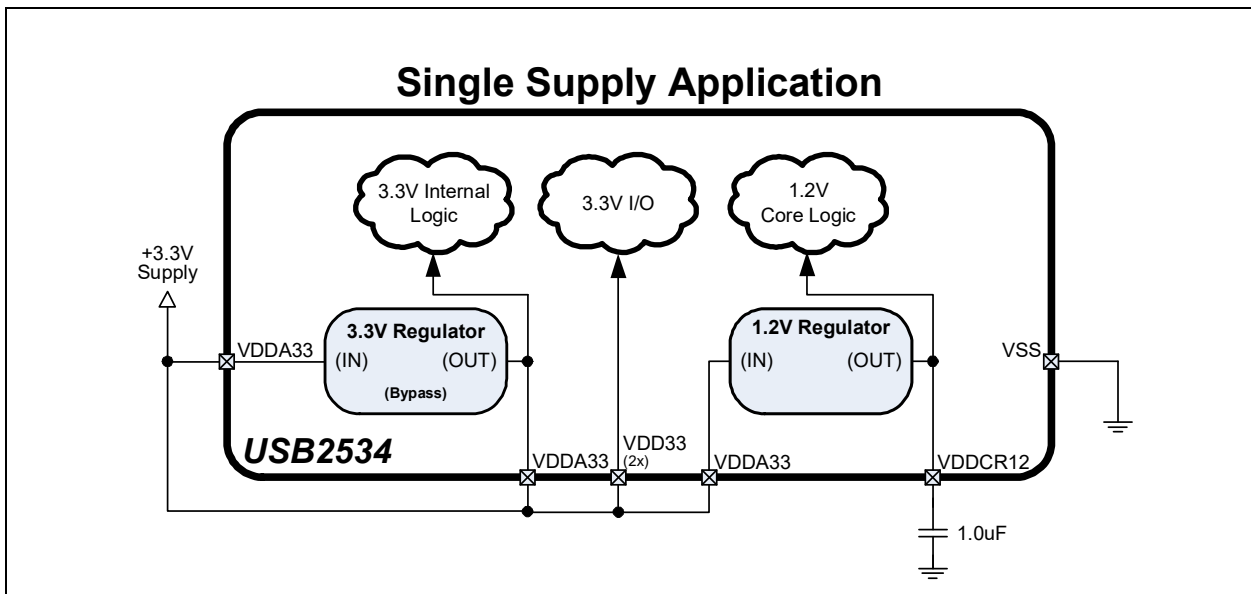 Single Supply Application
3.3V Internal
Logic
3.3V I/O
1.2V
Core Logic
+3.3V
Supply
VDDA33
3.3V Regulator
(IN) (OUT)
(Bypass)
1.2V Regulator
(IN) (OUT)
VSS
USB2534
VDDA33
VDD33
(2x)
VDDA33
VDDCR12
1.0uF